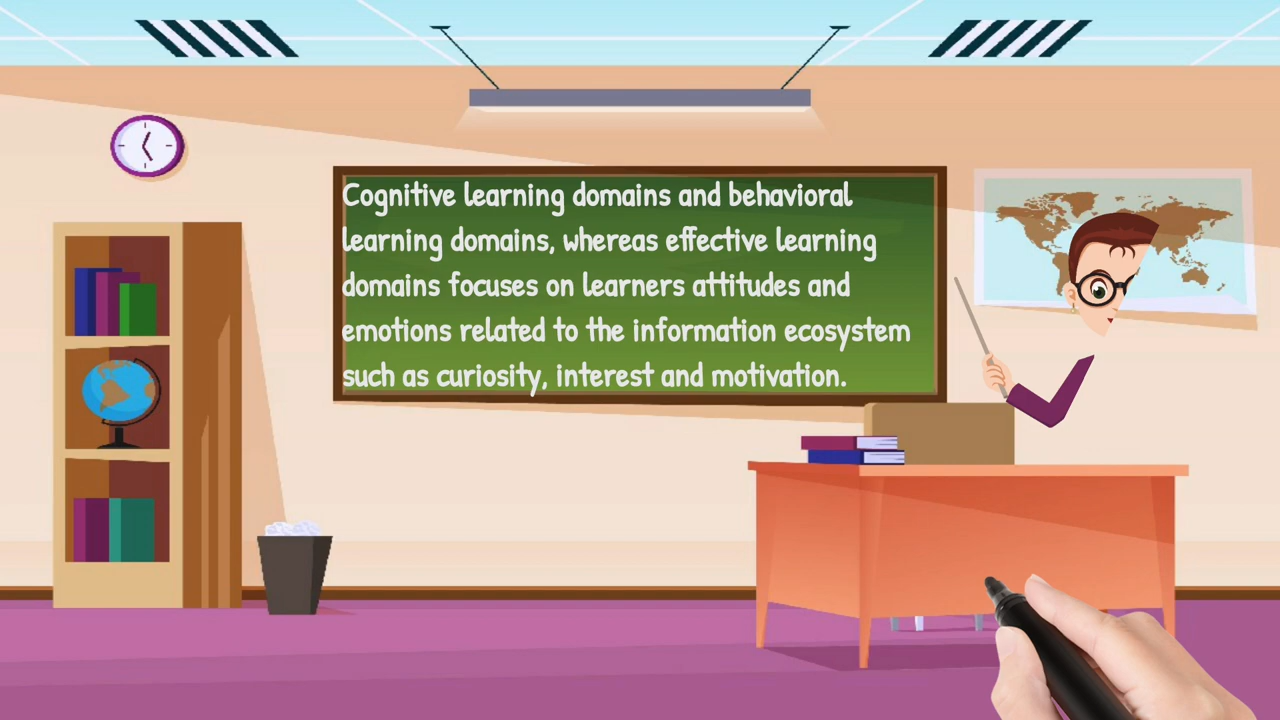 Cognitive learning domains and behavioral
learning domains, whereas effective learning
domains focuses on learners attitudes and
emotions related to the information ecosystem
such as curiosity, interest and motivation.